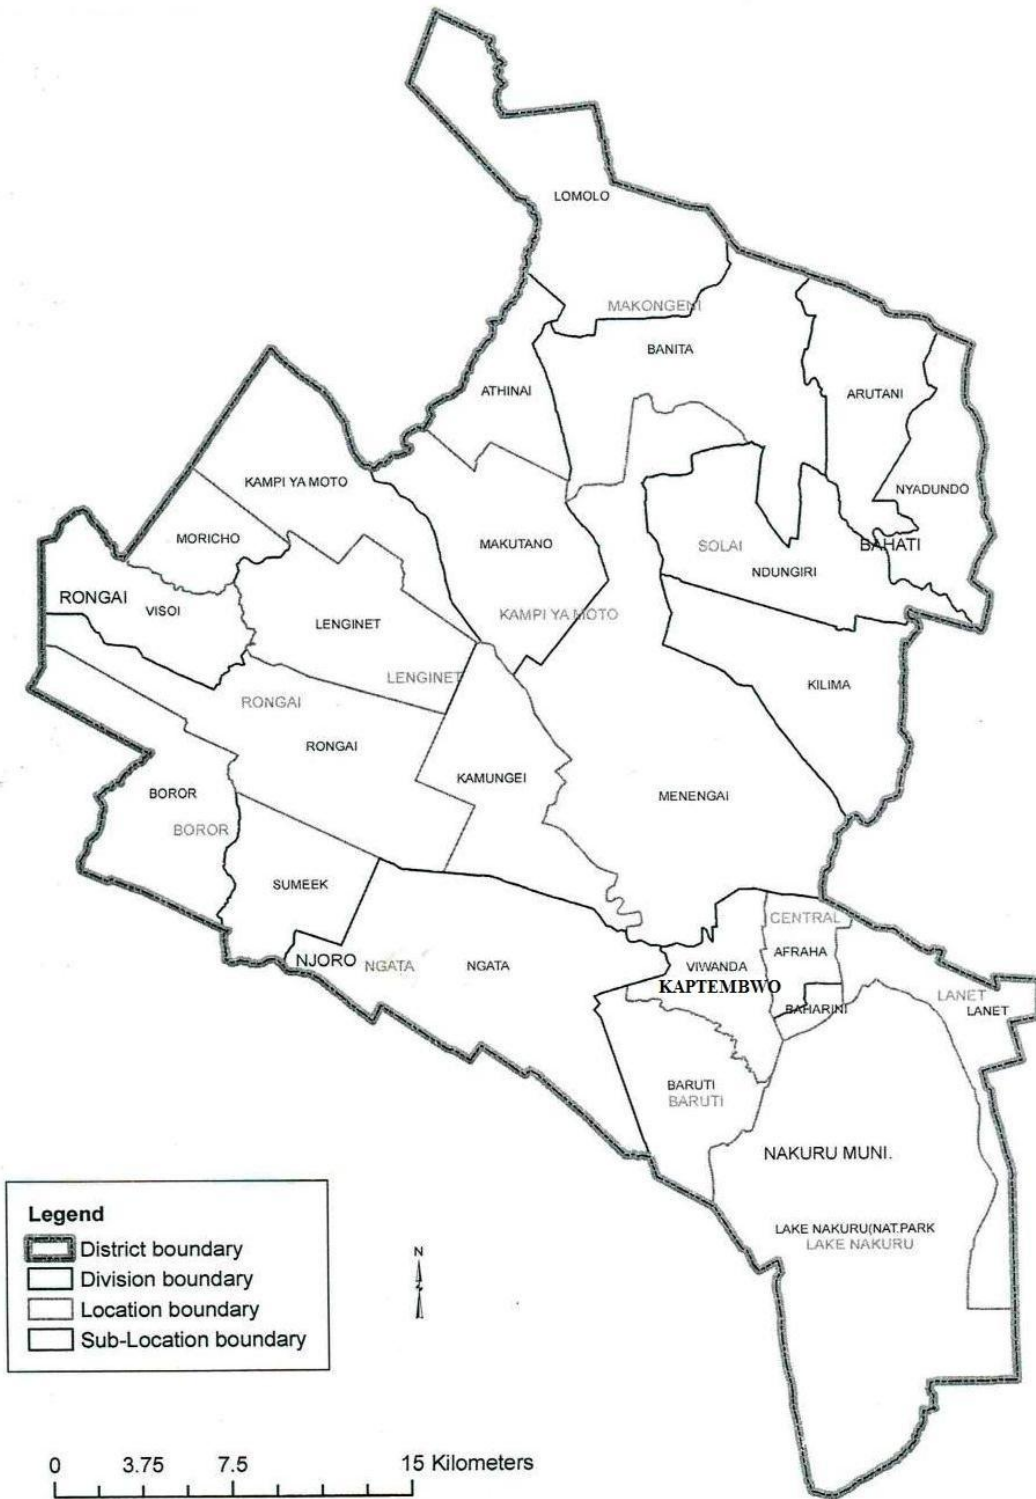 LOMOLO
MAKONGENI
BANITA
ATHINAI
ARUTANI
KAMPI YA MOTO
NYADUNDO
MORICHO
MAKUTANO
SOLAI
BAHATI
NDUNGIRI
RONGAI
VISOI
LENGINET
KAMPI YA MOTO
LENGINET
KILIMA
RONGAI
RONGAI
KAMUNGEI
BOROR
MENENGAI
BOROR
SUMEEK
CENTRAL
AFRAHA
NJORO
NGATA
NGATA
VIWANDA
KAPTEMBWO
LANET
LANET
BAHARINI
BARUTI
BARUTI
NAKURU MUNI.
LAKE NAKURU(NAT.PARK
LAKE NAKURU
Legend
District boundary
Division boundary
Location boundary
Sub-Location boundary
N
0 3.75 7.5 15 Kilometers